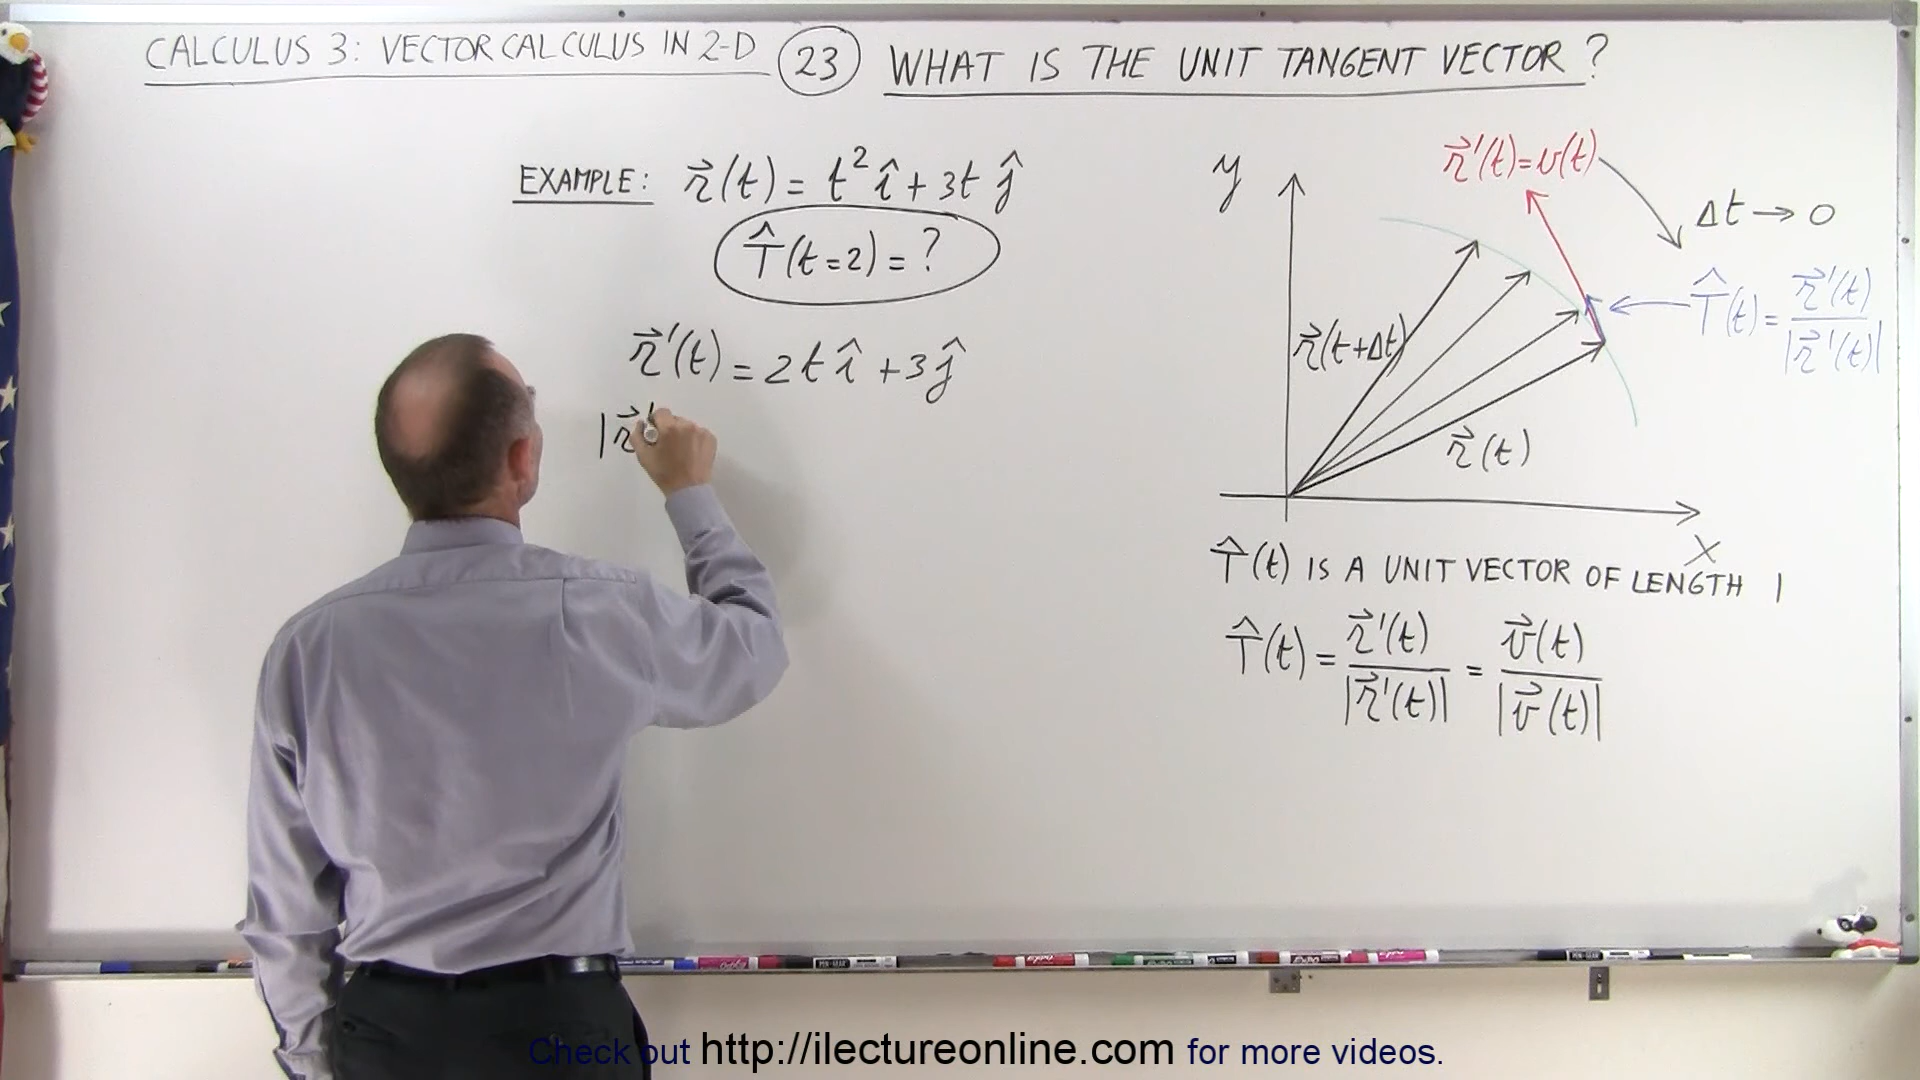 CALCULUS 3: VECTOR CALCULUS IN 2-D 23 WHAT IS THE UNIT TANGENT VECTOR?
EXAMPLE: r⃗(t) = t² î + 3t ĵ
T̂(t=2) = ?
r⃗'(t) = 2t î + 3 ĵ
|r⃗'
y
r⃗'(t) = v(t)
Δt → 0
T̂(t) = r⃗'(t) / |r⃗'(t)|
r⃗(t+Δt)
r⃗(t)
X
T̂(t) IS A UNIT VECTOR OF LENGTH 1
T̂(t) = r⃗'(t) / |r⃗'(t)| = v⃗(t) / |v⃗(t)|
Check out http://ilectureonline.com for more videos.